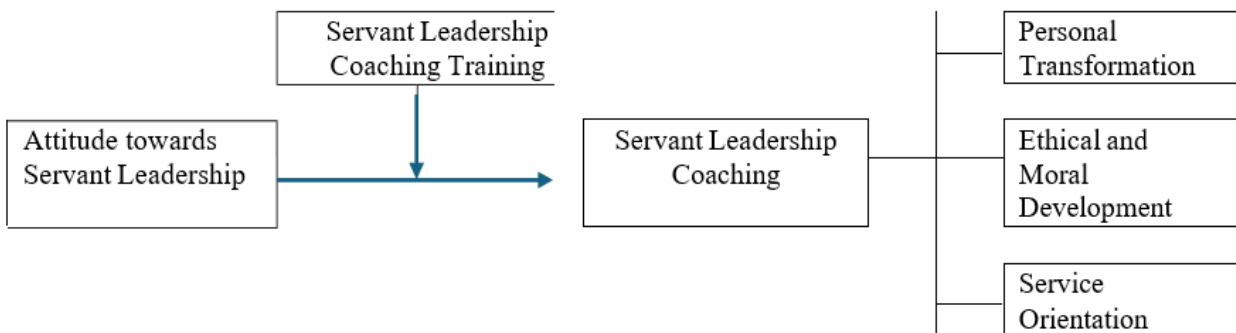 Servant Leadership
Coaching Training
Attitude towards
Servant Leadership
Servant Leadership
Coaching
Personal
Transformation
Ethical and
Moral
Development
Service
Orientation